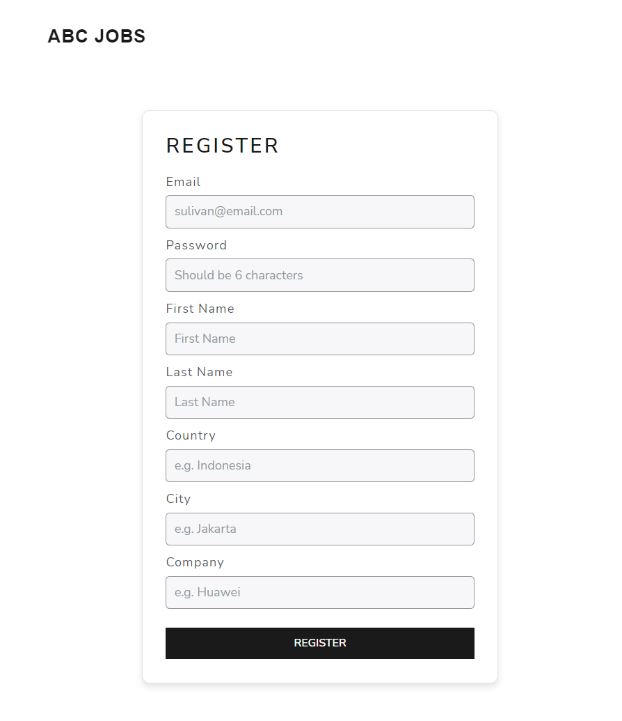 ABC JOBS
REGISTER
Email
sulivan@email.com
Password
Should be 6 characters
First Name
First Name
Last Name
Last Name
Country
e.g. Indonesia
City
e.g. Jakarta
Company
e.g. Huawei
REGISTER